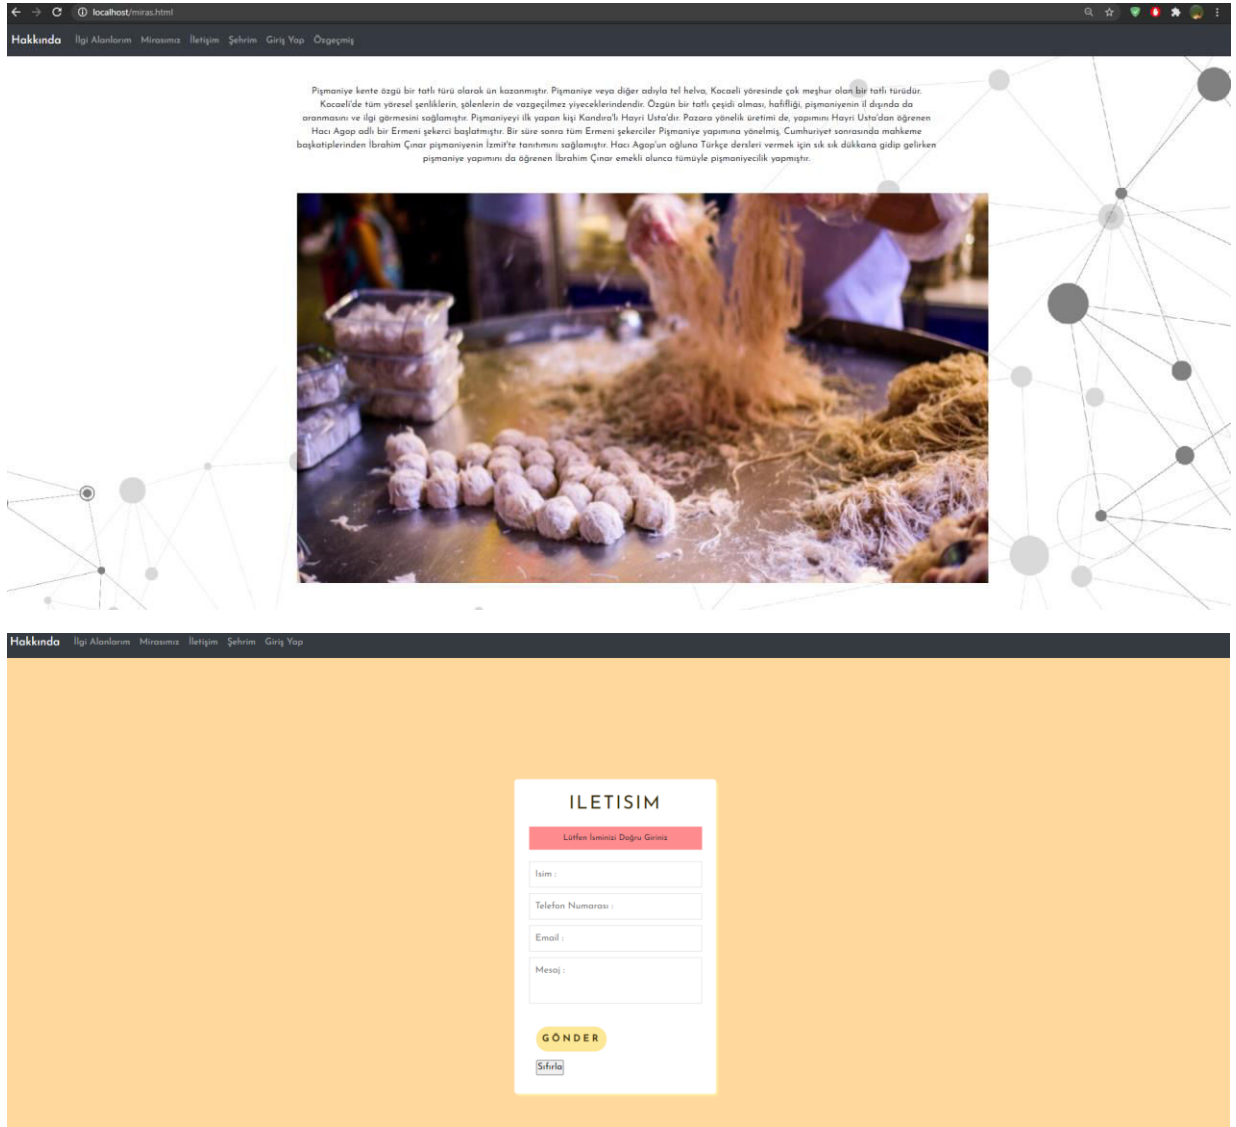 localhost/miras.html
Hakkında İlgi Alanlarım Mirasımız İletişim Şehrim Giriş Yap Özgeçmiş
Pişmaniye kente özgü bir tatlı türü olarak ün kazanmıştır. Pişmaniye veya diğer adıyla tel helva, Kocaeli yöresinde çok meşhur olan bir tatlı türüdür.
Kocaeli'de tüm yöresel şenliklerin, şölenlerin de vazgeçilmez yiyeceklerindendir. Özgün bir tatlı çeşidi olması, hafifliği, pişmaniyenin il dışında da
aranmasını ve ilgi görmesini sağlamıştır. Pişmaniyeyi ilk yapan kişi Kandıra'lı Hayri Usta'dır. Pazara yönelik üretimi de, yapımını Hayri Usta'dan öğrenen
Hacı Agop adlı bir Ermeni şekerci başlatmıştır. Bir süre sonra tüm Ermeni şekerciler Pişmaniye yapımına yönelmiş, Cumhuriyet sonrasında mahkeme
başkatiplerinden İbrahim Çınar pişmaniyenin İzmit'te tanıtımını sağlamıştır. Hacı Agop'un oğluna Türkçe dersleri vermek için sık sık dükkana gidip gelirken
pişmaniye yapımını da öğrenen İbrahim Çınar emekli olunca tümüyle pişmaniyecilik yapmıştır.
Hakkında İlgi Alanlarım Mirasımız İletişim Şehrim Giriş Yap
ILETISIM
Lütfen İsminizi Doğru Giriniz
Isim :
Telefon Numarası :
Email :
Mesaj :
GÖNDER
Sıfırla